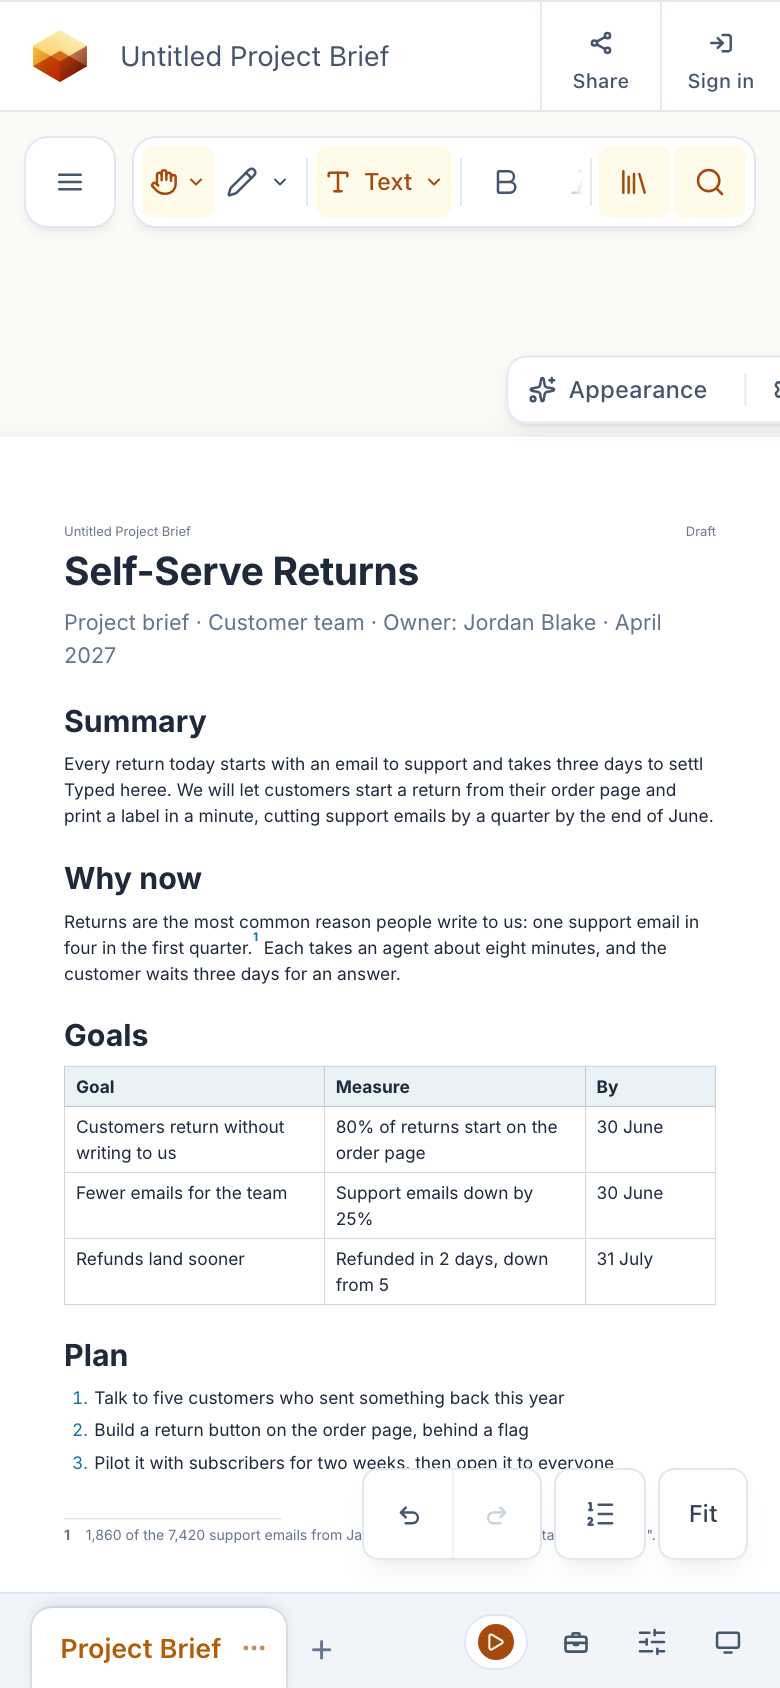 Untitled Project Brief
Share
Sign in
Text
B
Appearance
Untitled Project Brief
Draft
Self-Serve Returns
Project brief · Customer team · Owner: Jordan Blake · April
2027
Summary
Every return today starts with an email to support and takes three days to settl
Typed heree. We will let customers start a return from their order page and
print a label in a minute, cutting support emails by a quarter by the end of June.
Why now
Returns are the most common reason people write to us: one support email in
four in the first quarter.1 Each takes an agent about eight minutes, and the
customer waits three days for an answer.
Goals
Goal Measure By
Customers return without 80% of returns start on the 30 June
writing to us order page
Fewer emails for the team Support emails down by 30 June
25%
Refunds land sooner Refunded in 2 days, down 31 July
from 5
Plan
1. Talk to five customers who sent something back this year
2. Build a return button on the order page, behind a flag
3. Pilot it with subscribers for two weeks, then open it to everyone
1 1,860 of the 7,420 support emails from Ja
Fit
Project Brief